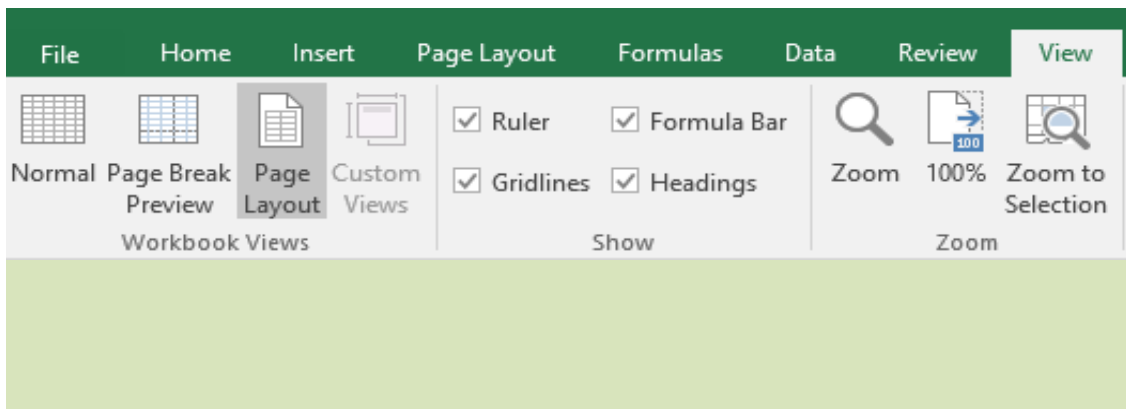 File Home Insert Page Layout Formulas Data Review View
Ruler Formula Bar
100
Normal Page Break Page Custom Gridlines Headings Zoom 100% Zoom to
Preview Layout Views Selection
Workbook Views Show Zoom